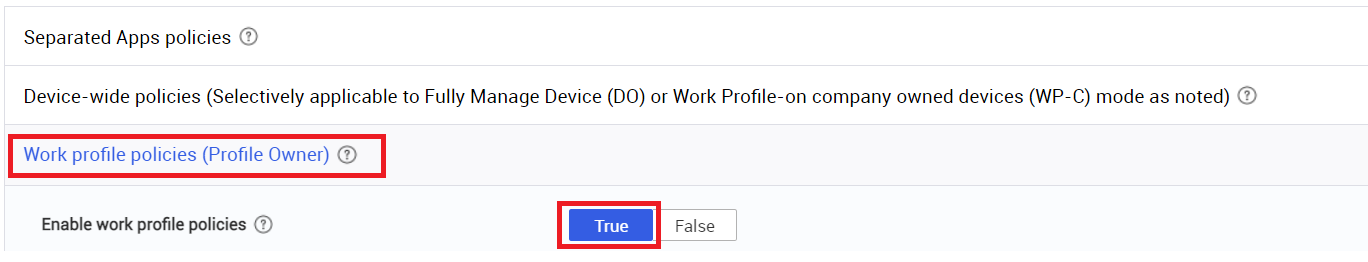 Separated Apps policies ?
Device-wide policies (Selectively applicable to Fully Manage Device (DO) or Work Profile-on company owned devices (WP-C) mode as noted) ?
Work profile policies (Profile Owner) ?
Enable work profile policies ? True False